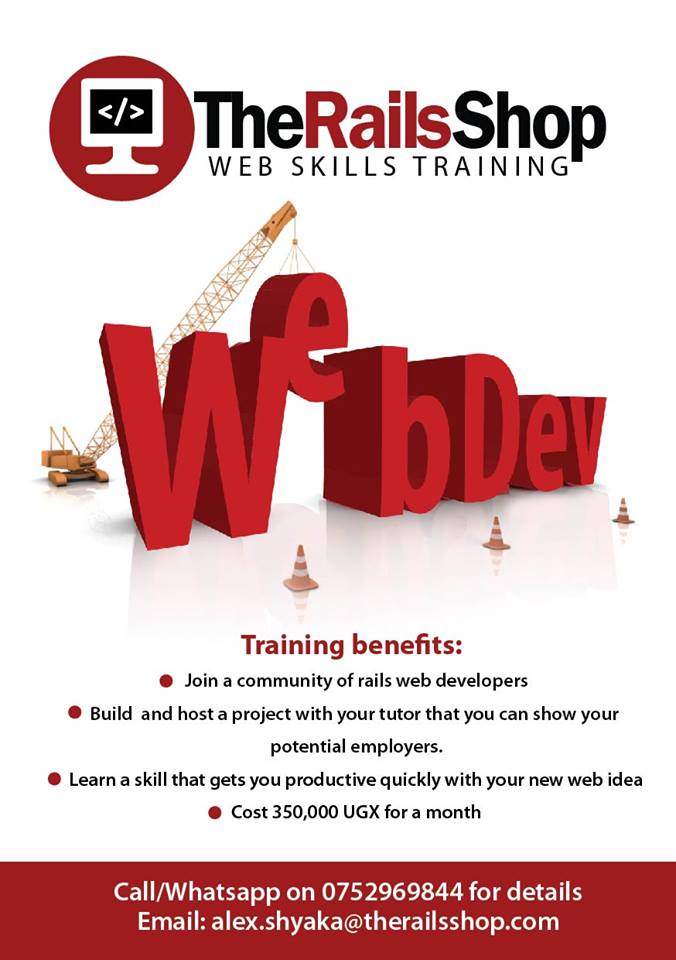 </>
TheRailsShop
WEB SKILLS TRAINING
WebDev
Training benefits:
● Join a community of rails web developers
● Build and host a project with your tutor that you can show your
potential employers.
● Learn a skill that gets you productive quickly with your new web idea
● Cost 350,000 UGX for a month
Call/Whatsapp on 0752969844 for details
Email: alex.shyaka@therailsshop.com